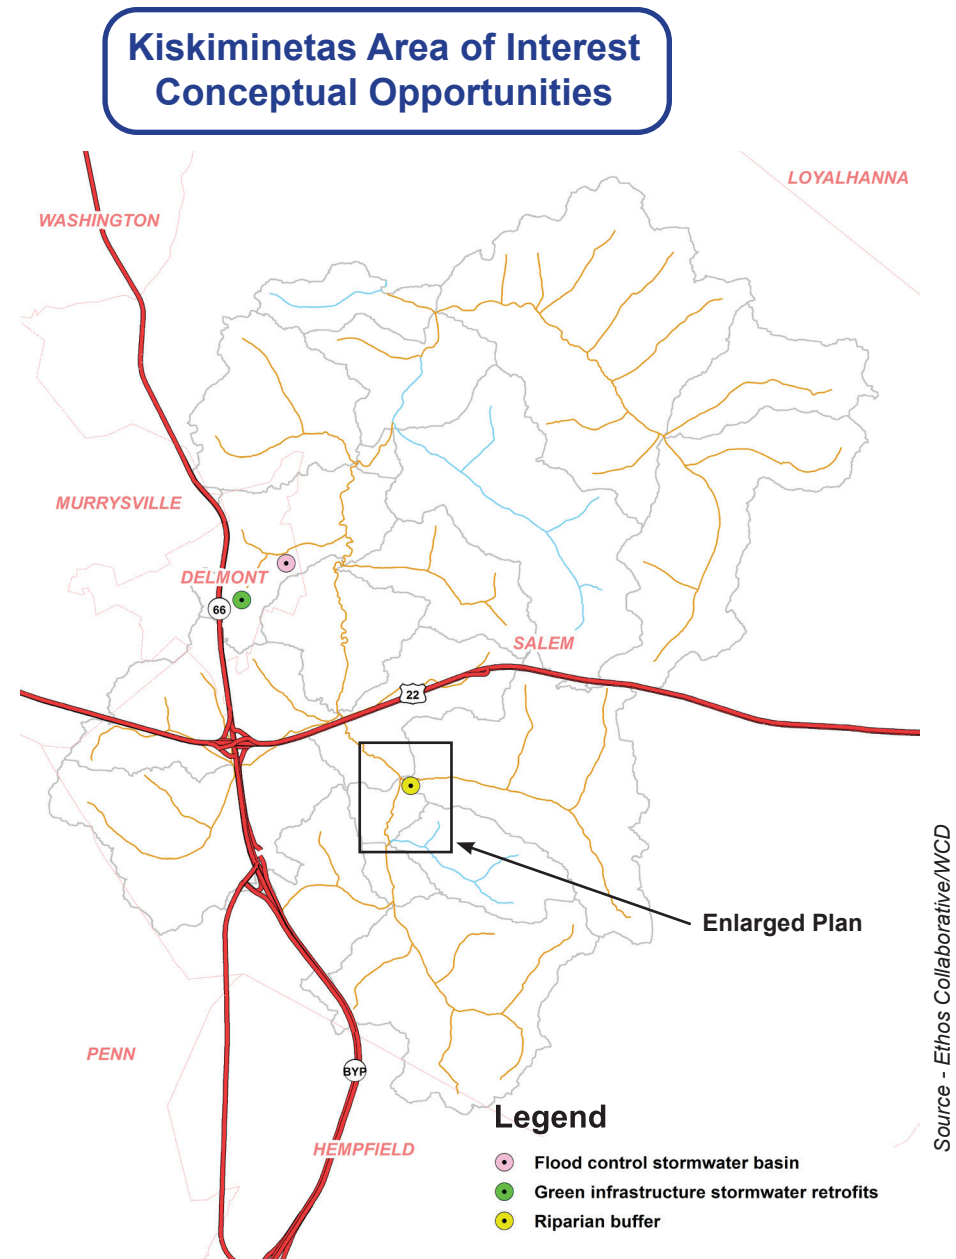 Kiskiminetas Area of Interest
Conceptual Opportunities
LOYALHANNA
WASHINGTON
MURRYSVILLE
DELMONT
66
SALEM
22
Enlarged Plan
Source - Ethos Collaborative/WCD
PENN
BYP
HEMPFIELD
Legend
Flood control stormwater basin
Green infrastructure stormwater retrofits
Riparian buffer